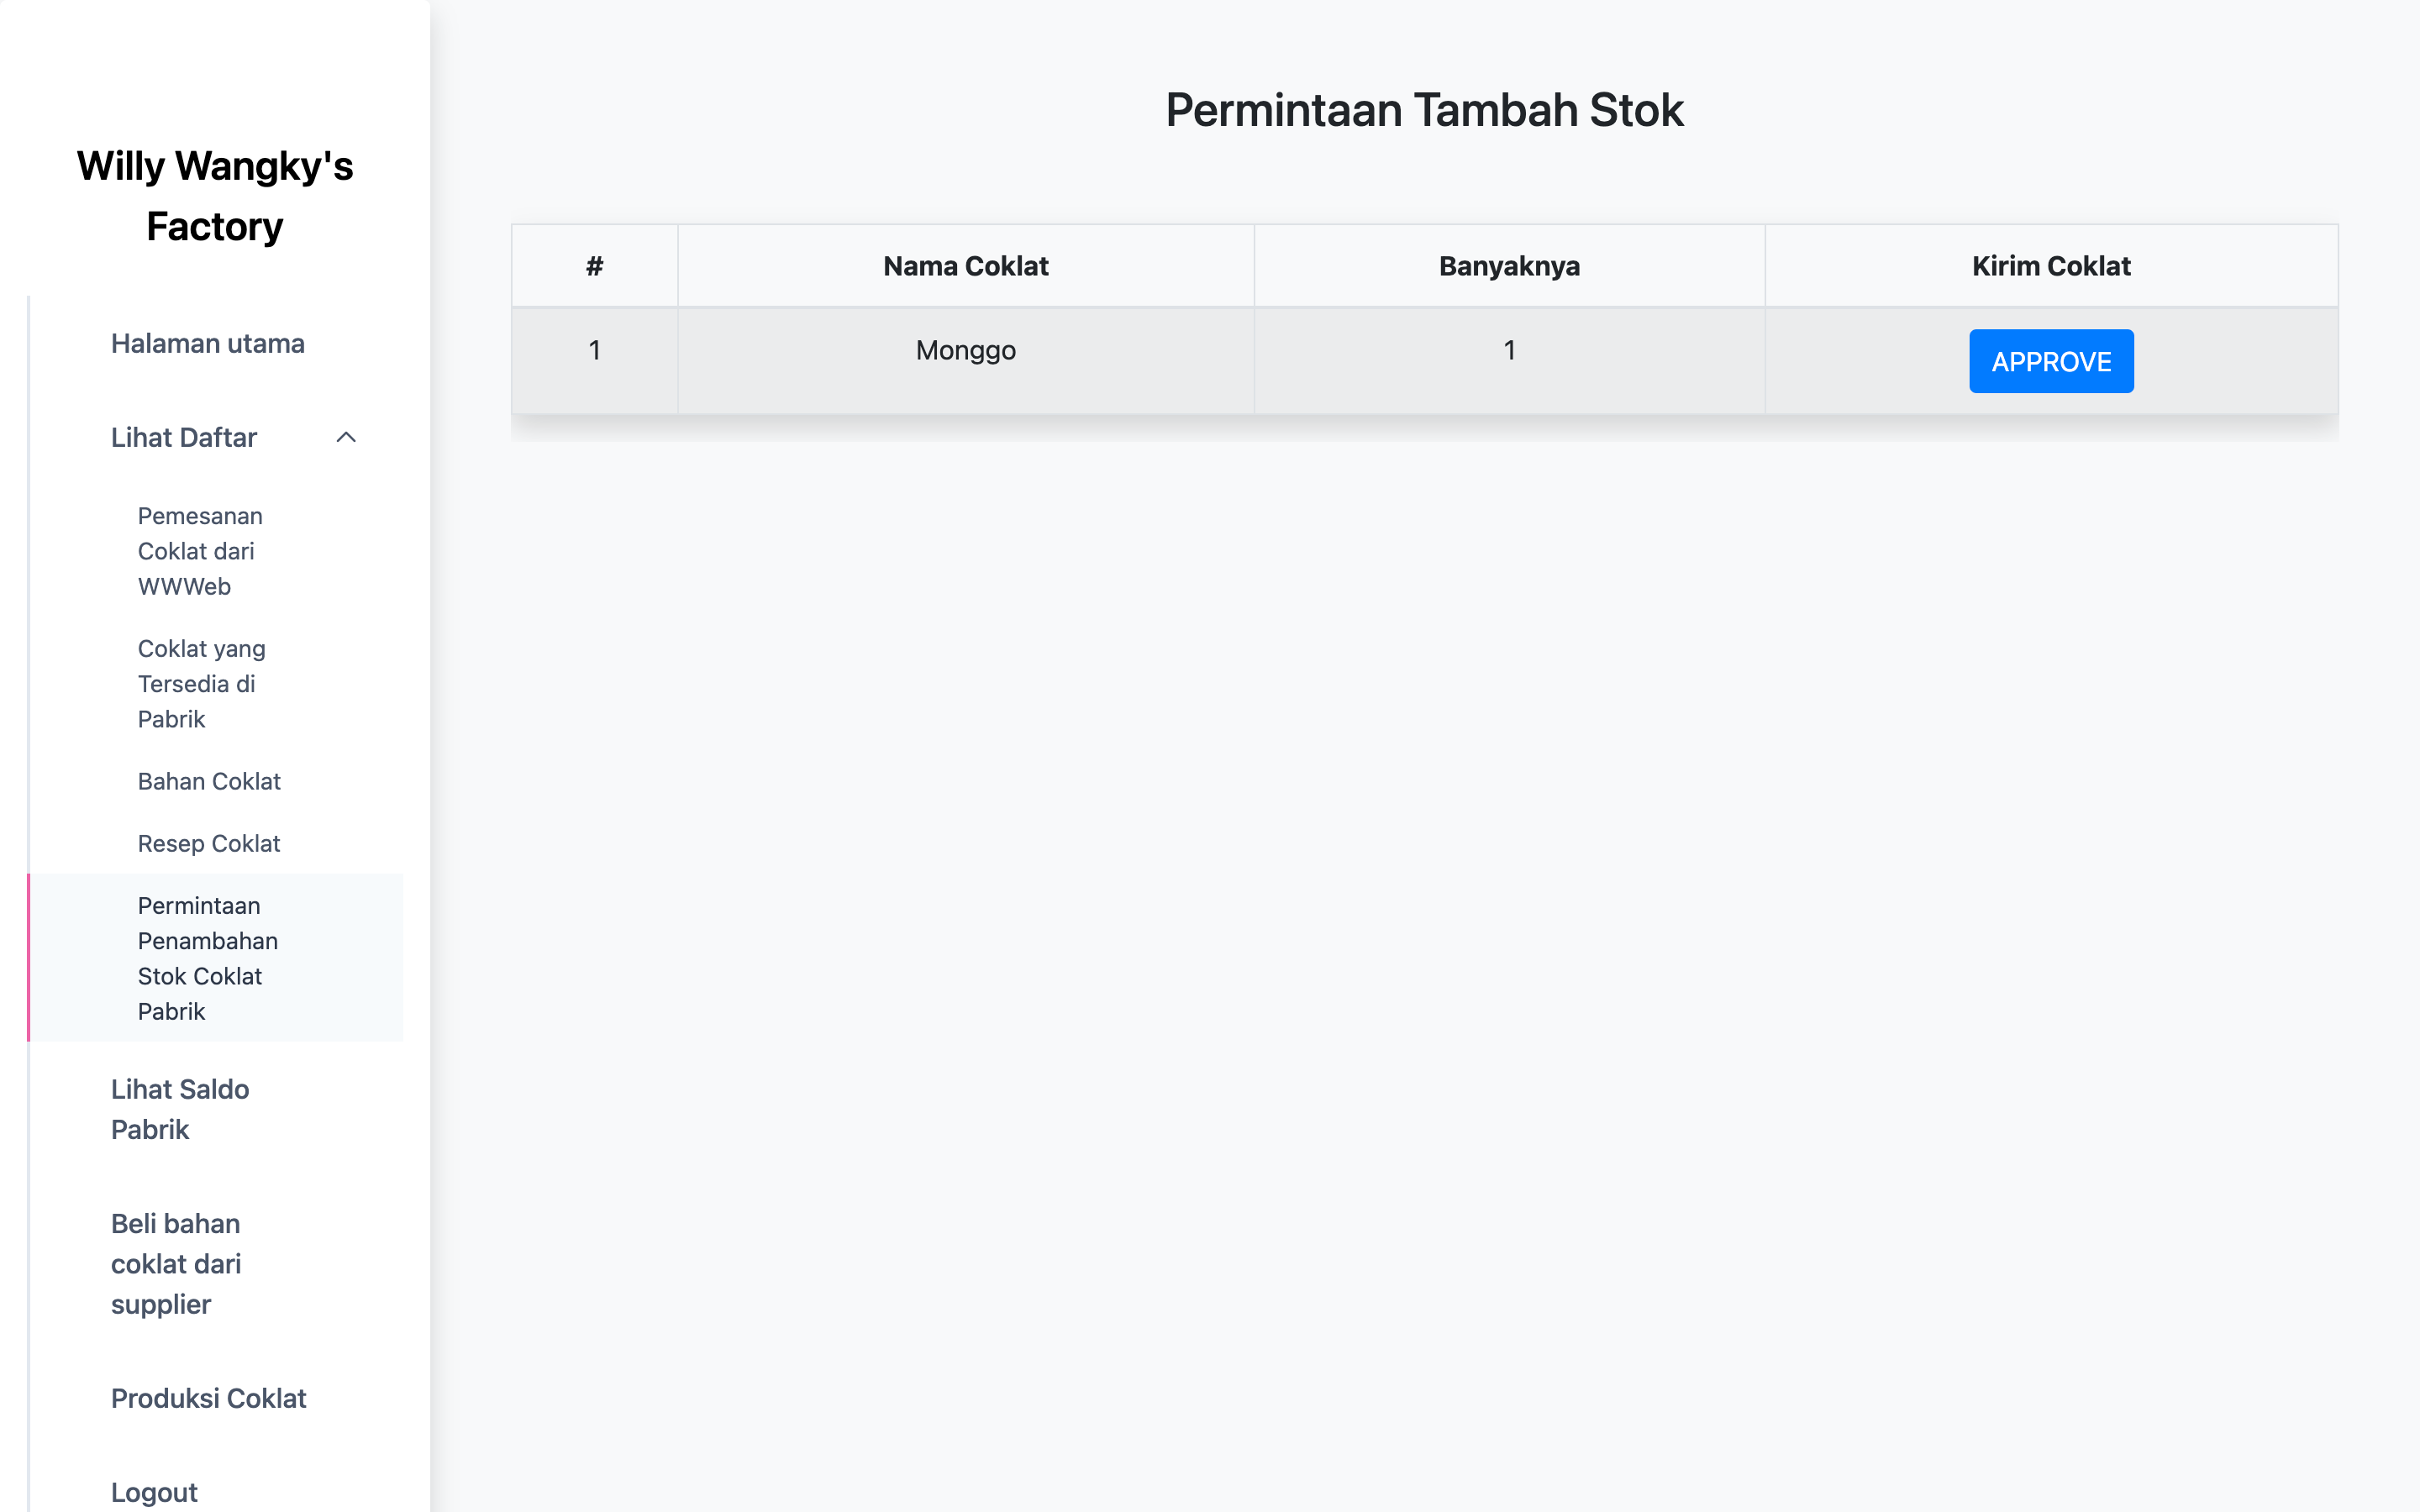 Willy Wangky's
Factory
Halaman utama
Lihat Daftar
Pemesanan
Coklat dari
WWWeb
Coklat yang
Tersedia di
Pabrik
Bahan Coklat
Resep Coklat
Permintaan
Penambahan
Stok Coklat
Pabrik
Lihat Saldo
Pabrik
Beli bahan
coklat dari
supplier
Produksi Coklat
Logout
Permintaan Tambah Stok
# Nama Coklat Banyaknya Kirim Coklat
1 Monggo 1 APPROVE